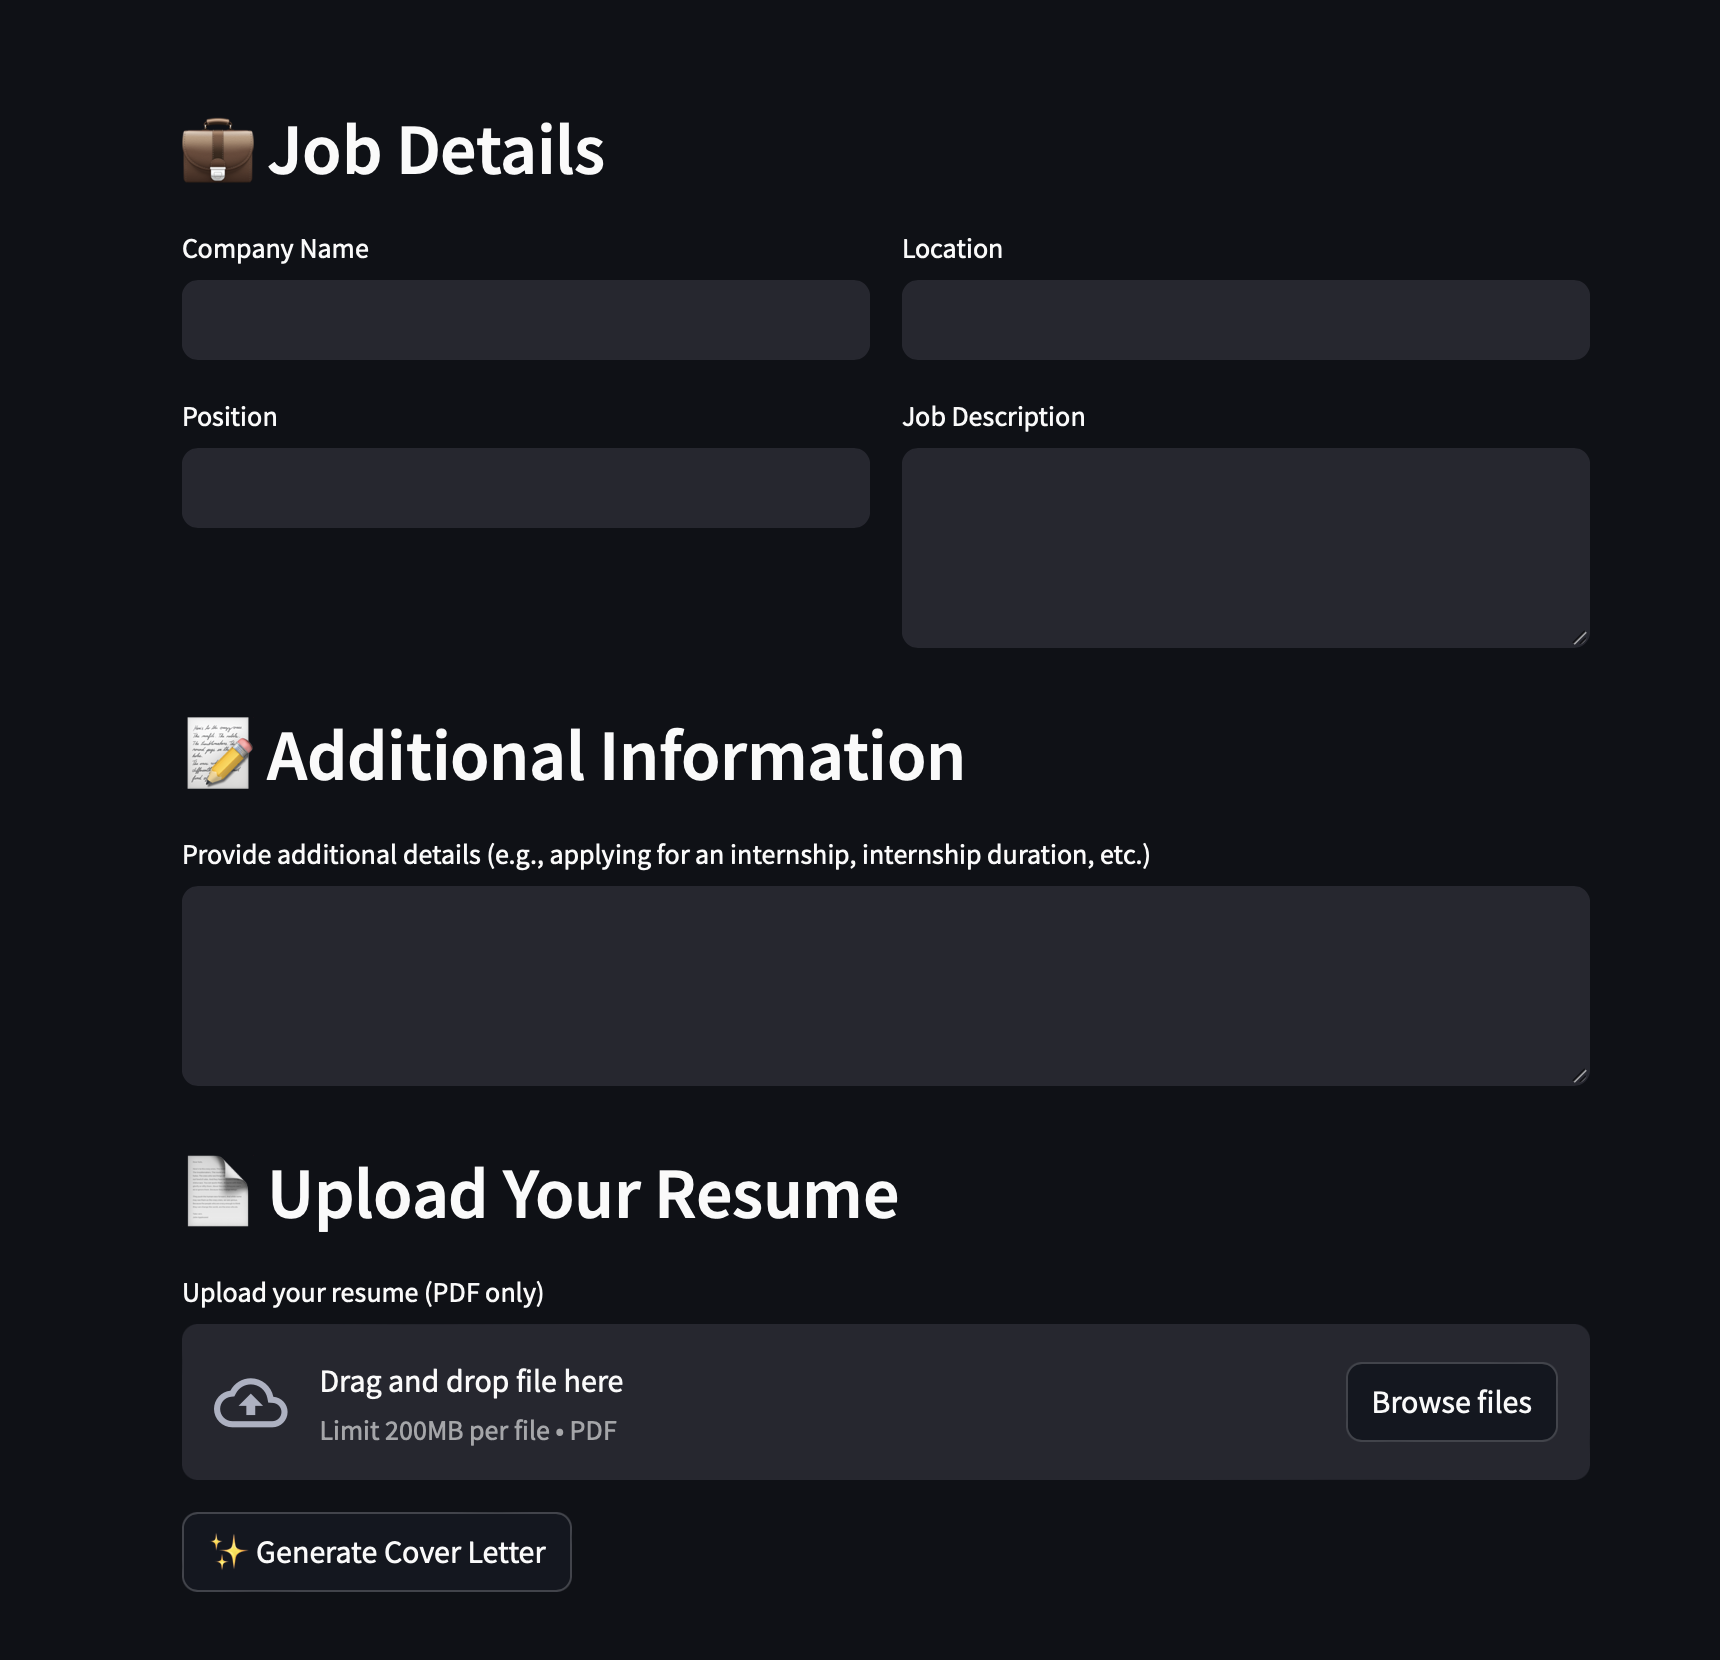 💼 Job Details
Company Name
Location
Position
Job Description
📝 Additional Information
Provide additional details (e.g., applying for an internship, internship duration, etc.)
📄 Upload Your Resume
Upload your resume (PDF only)
Drag and drop file here
Limit 200MB per file • PDF
Browse files
✨ Generate Cover Letter